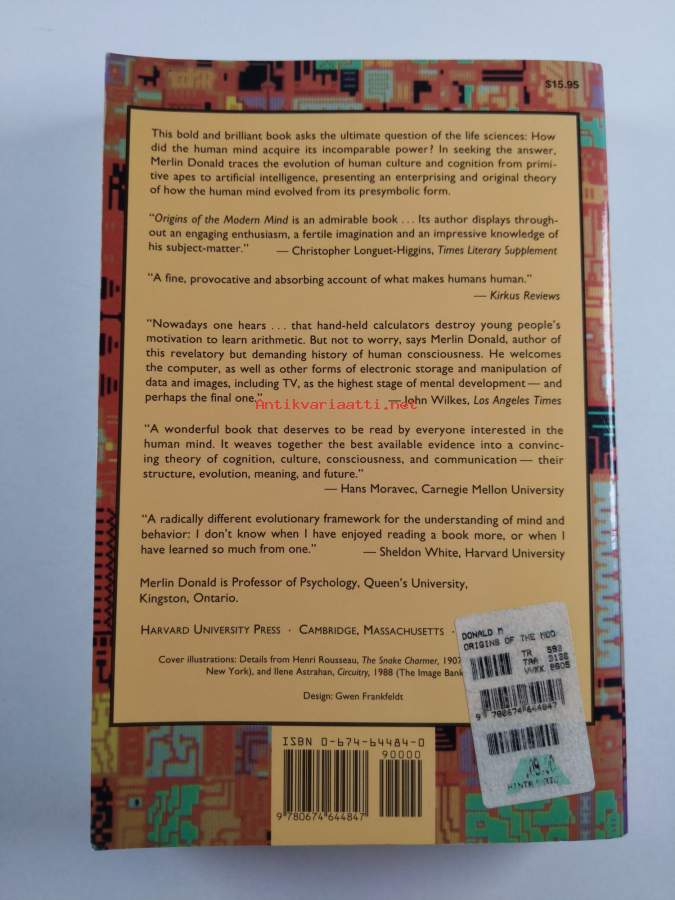 $15.95
This bold and brilliant book asks the ultimate question of the life sciences: How
did the human mind acquire its incomparable power? In seeking the answer,
Merlin Donald traces the evolution of human culture and cognition from primi-
tive apes to artificial intelligence, presenting an enterprising and original theory
of how the human mind evolved from its presymbolic form.
“Origins of the Modern Mind is an admirable book . . . Its author displays through-
out an engaging enthusiasm, a fertile imagination and an impressive knowledge of
his subject-matter.” — Christopher Longuet-Higgins, Times Literary Supplement
“A fine, provocative and absorbing account of what makes humans human.”
— Kirkus Reviews
“Nowadays one hears . . . that hand-held calculators destroy young people’s
motivation to learn arithmetic. But not to worry, says Merlin Donald, author of
this revelatory but demanding history of human consciousness. He welcomes
the computer, as well as other forms of electronic storage and manipulation of
data and images, including TV, as the highest stage of mental development — and
perhaps the final one.” — John Wilkes, Los Angeles Times
Antikvariaatti.net
“A wonderful book that deserves to be read by everyone interested in the
human mind. It weaves together the best available evidence into a convinc-
ing theory of cognition, culture, consciousness, and communication — their
structure, evolution, meaning, and future.”
— Hans Moravec, Carnegie Mellon University
“A radically different evolutionary framework for the understanding of mind and
behavior: I don’t know when I have enjoyed reading a book more, or when I
have learned so much from one.” — Sheldon White, Harvard University
Merlin Donald is Professor of Psychology, Queen’s University,
Kingston, Ontario.
HARVARD UNIVERSITY PRESS · CAMBRIDGE, MASSACHUSETTS ·
Cover illustrations: Details from Henri Rousseau, The Snake Charmer, 1907
New York), and Ilene Astrahan, Circuitry, 1988 (The Image Bank
Design: Gwen Frankfeldt
DONALD M
ORIGINS OF THE MOD
TR 593
TAA 3126
VVKK 8605
9 780674 644847
ISBN 0-674-64484-0
90000
9 780674 644847